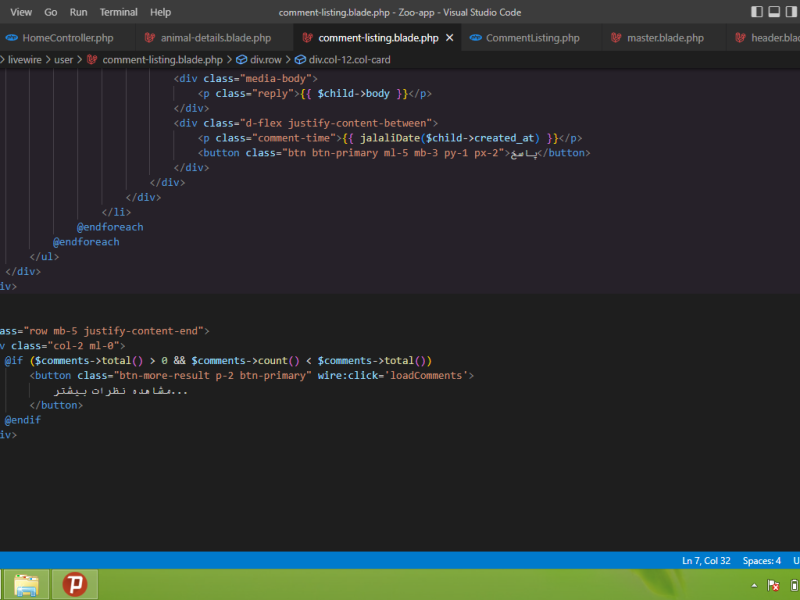 View Go Run Terminal Help comment-listing.blade.php - Zoo-app - Visual Studio Code
HomeController.php animal-details.blade.php comment-listing.blade.php CommentListing.php master.blade.php header.blad
livewire > user > comment-listing.blade.php > div.row > div.col-12.col-card
<div class="media-body">
<p class="reply">{{ $child->body }}</p>
</div>
<div class="d-flex justify-content-between">
<p class="comment-time">{{ jalaliDate($child->created_at) }}</p>
<button class="btn btn-primary ml-5 mb-3 py-1 px-2">پاسخ</button>
</div>
</div>
</div>
</li>
@endforeach
@endforeach
</ul>
</div>
iv>
ass="row mb-5 justify-content-end">
v class="col-2 ml-0">
@if ($comments->total() > 0 && $comments->count() < $comments->total())
<button class="btn-more-result p-2 btn-primary" wire:click='loadComments'>
مشاهده نظرات بیشتر...
</button>
@endif
iv>
Ln 7, Col 32 Spaces: 4 U